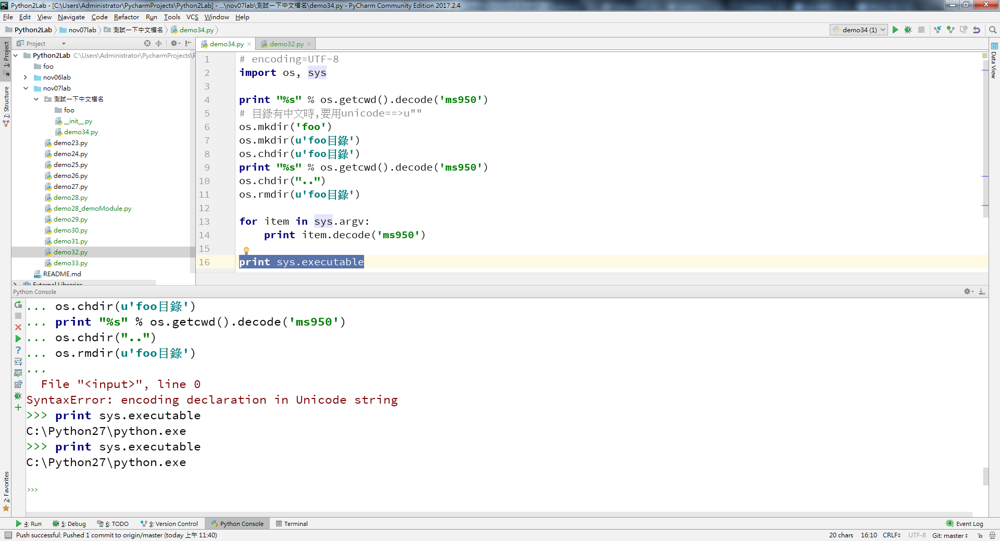 Python2Lab - [C:\Users\Administrator\PycharmProjects\Python2Lab] - ...\nov07lab\測試一下中文檔名\demo34.py - PyCharm Community Edition 2017.2.4
File Edit View Navigate Code Refactor Run Tools VCS Window Help
Python2Lab nov07lab 測試一下中文檔名 demo34.py
demo34 (1)
Project
demo34.py demo32.py
1: Project
7: Structure
2: Favorites
Data View
Python2Lab C:\Users\Administrator\PycharmProjects\P
foo
nov06lab
nov07lab
測試一下中文檔名
foo
__init__.py
demo34.py
demo23.py
demo24.py
demo25.py
demo26.py
demo27.py
demo28.py
demo28_demoModule.py
demo29.py
demo30.py
demo31.py
demo32.py
demo33.py
README.md
External Libraries
1 # encoding=UTF-8
2 import os, sys
3
4 print "%s" % os.getcwd().decode('ms950')
5 # 目錄有中文時,要用unicode==>u""
6 os.mkdir('foo')
7 os.mkdir(u'foo目錄')
8 os.chdir(u'foo目錄')
9 print "%s" % os.getcwd().decode('ms950')
10 os.chdir("..")
11 os.rmdir(u'foo目錄')
12
13 for item in sys.argv:
14 print item.decode('ms950')
15
16 print sys.executable
Python Console
... os.chdir(u'foo目錄')
... print "%s" % os.getcwd().decode('ms950')
... os.chdir("..")
... os.rmdir(u'foo目錄')
...
File "<input>", line 0
SyntaxError: encoding declaration in Unicode string
>>> print sys.executable
C:\Python27\python.exe
>>> print sys.executable
C:\Python27\python.exe
>>>
4: Run 5: Debug 6: TODO 9: Version Control Python Console Terminal 4 Event Log
Push successful: Pushed 1 commit to origin/master (today 上午 11:40) 20 chars 16:10 CRLF UTF-8 Git: master